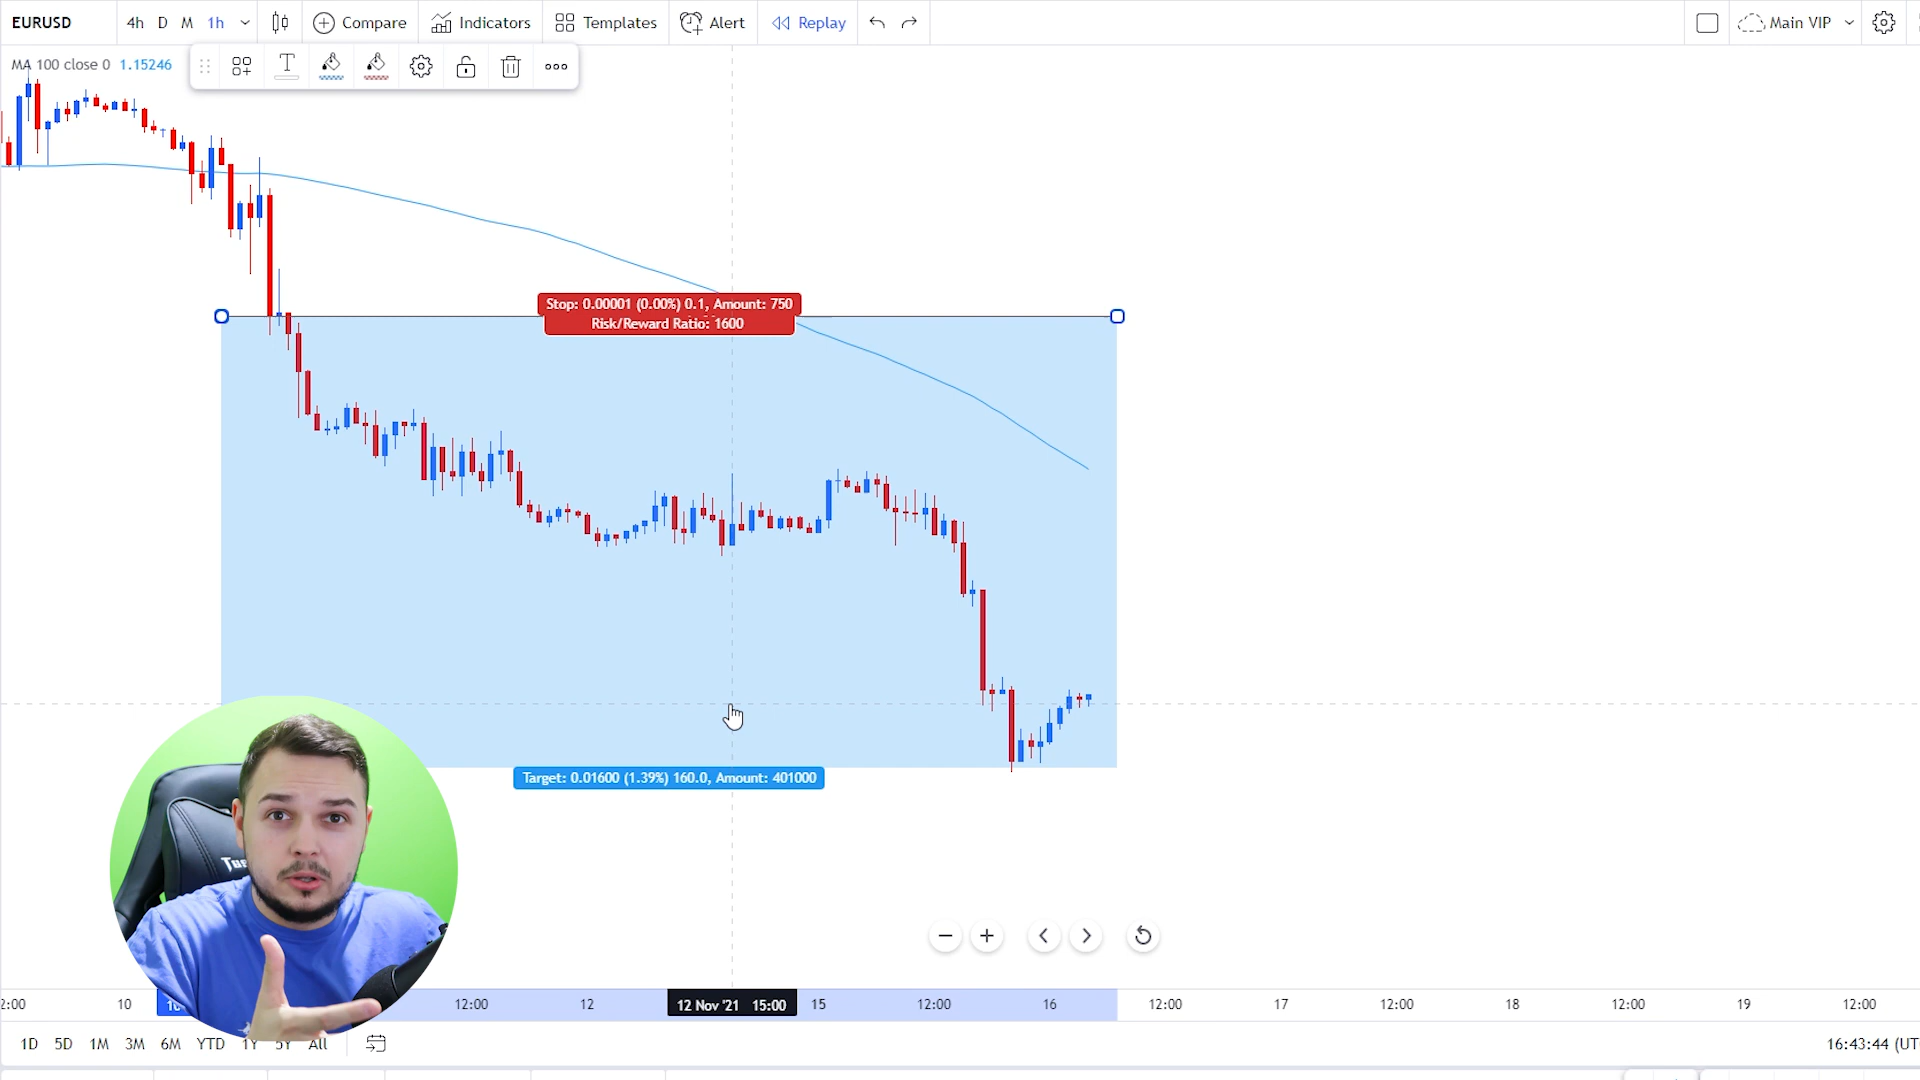 EURUSD 4h D M 1h Compare Indicators Templates Alert Replay Main VIP
MA 100 close 0 1.15246
Stop: 0.00001 (0.00%) 0.1, Amount: 750
Risk/Reward Ratio: 1600
Target: 0.01600 (1.39%) 160.0, Amount: 401000
2:00 10 12:00 12 12 Nov '21 15:00 15 12:00 16 12:00 17 12:00 18 12:00 19 12:00
1D 5D 1M 3M 6M YTD 1Y 5Y All 16:43:44 (UT